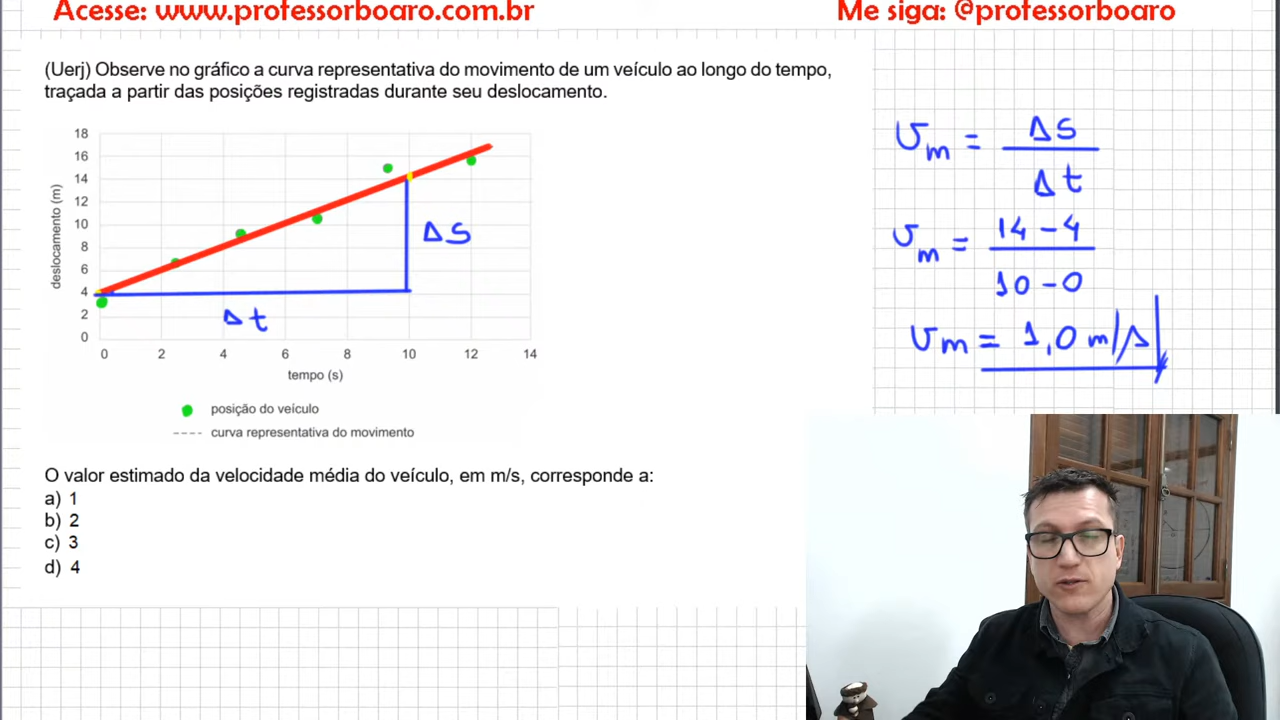 Acesse: www.professorboaro.com.br
Me siga: @professorboaro
(Uerj) Observe no gráfico a curva representativa do movimento de um veículo ao longo do tempo,
traçada a partir das posições registradas durante seu deslocamento.
18
16
14
12
10
8
6
4
2
0
deslocamento (m)
ΔS
Δt
0 2 4 6 8 10 12 14
tempo (s)
posição do veículo
curva representativa do movimento
O valor estimado da velocidade média do veículo, em m/s, corresponde a:
a) 1
b) 2
c) 3
d) 4
vm = ΔS / Δt
vm = 14 - 4 / 10 - 0
vm = 1,0 m/s